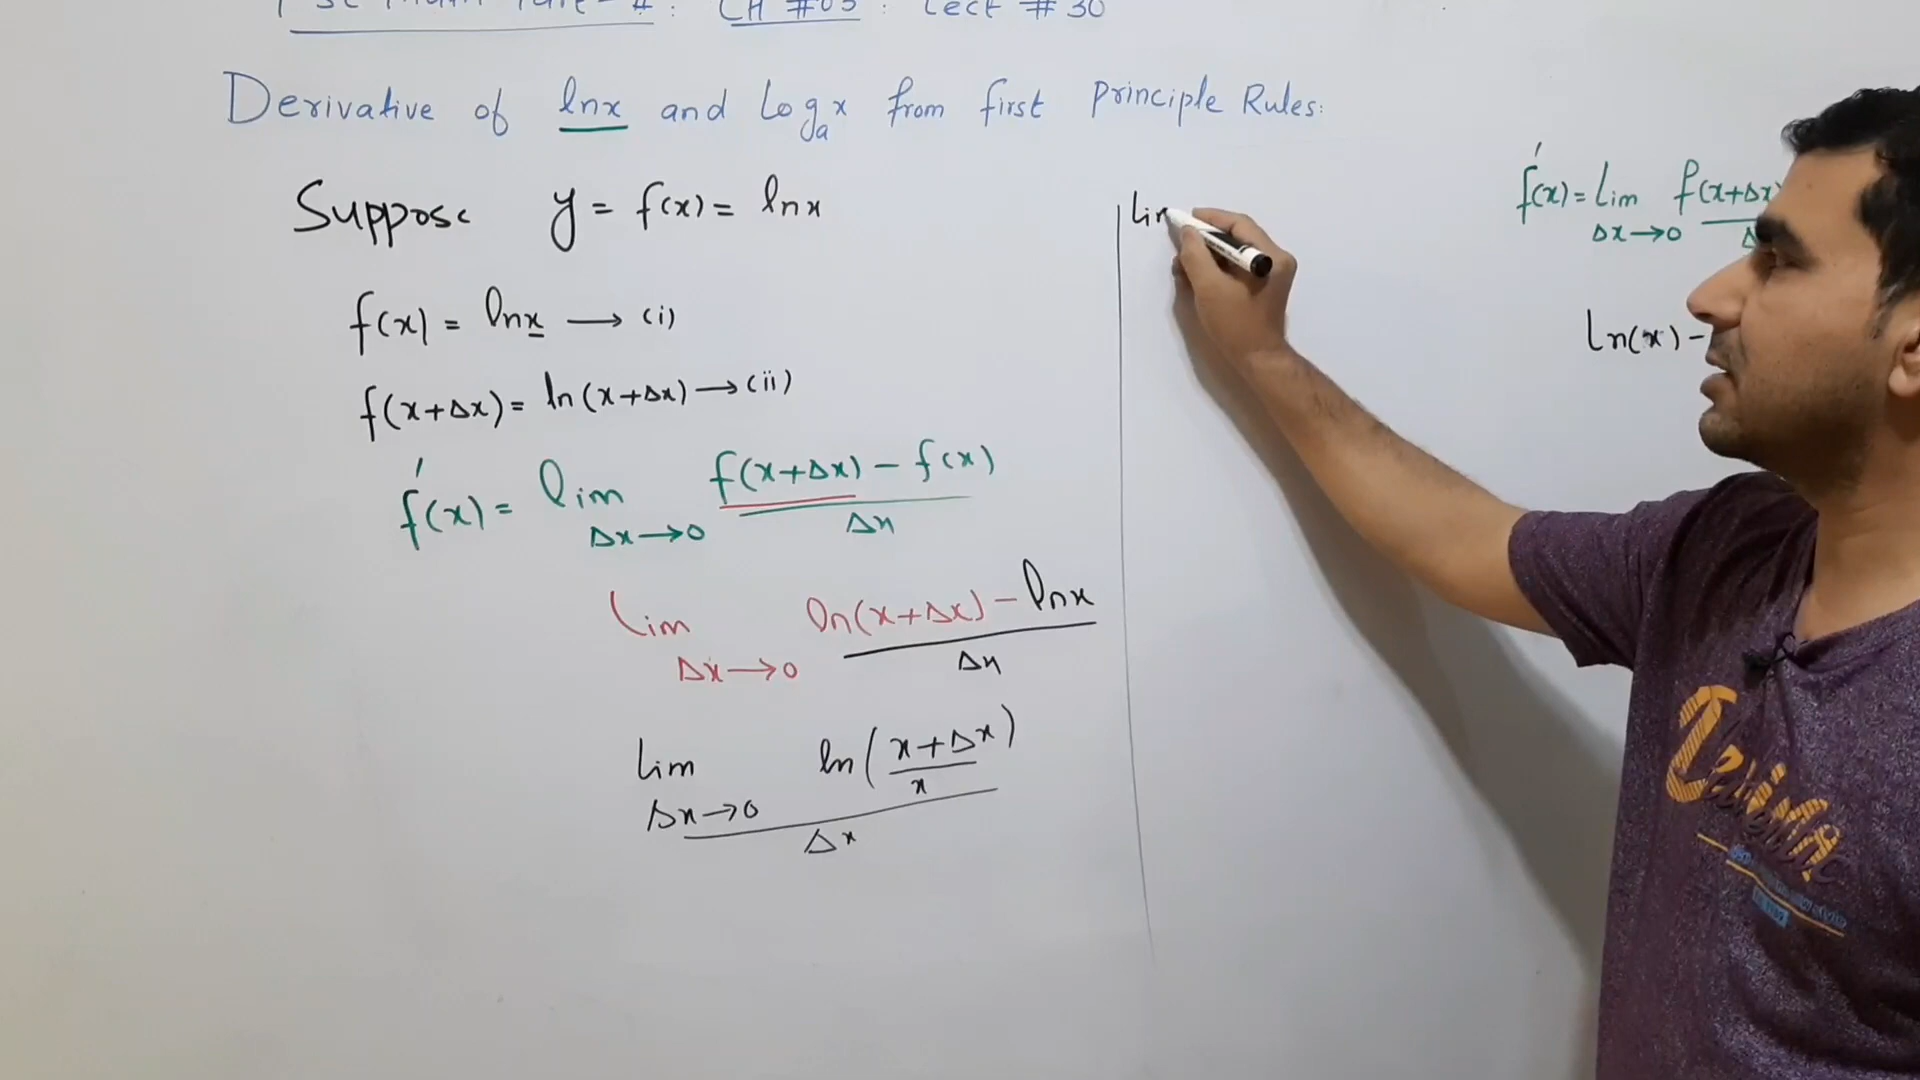 CH #03 : Lect # 30
Derivative of lnx and Logₐx from first Principle Rules:
Suppose y = f(x) = lnx
f(x) = lnx → (i)
f(x+Δx) = ln(x+Δx) → (ii)
f'(x) = lim Δx→0 f(x+Δx) - f(x) / Δx
Lim Δx→0 ln(x+Δx) - lnx / Δx
Lim Δx→0 ln(x+Δx / x) / Δx
Lim
f'(x) = Lim Δx→0 f(x+Δx)
Ln(x) -